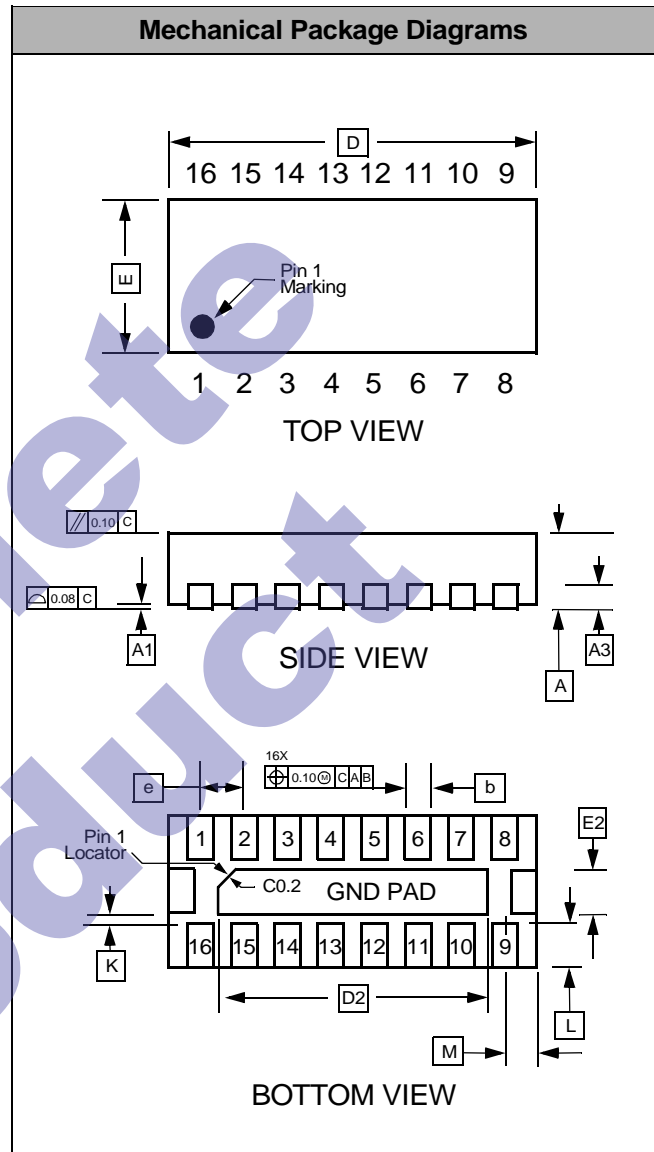 Mechanical Package Diagrams
D
16 15 14 13 12 11 10 9
E
Pin 1
Marking
1 2 3 4 5 6 7 8
TOP VIEW
// 0.10 C
⌓ 0.08 C
A1
SIDE VIEW
A
A3
16X
⌖ 0.10 Ⓜ C A B
e
b
E2
Pin 1
Locator
1 2 3 4 5 6 7 8
C0.2
GND PAD
K
16 15 14 13 12 11 10 9
D2
L
M
BOTTOM VIEW
ete
oduct